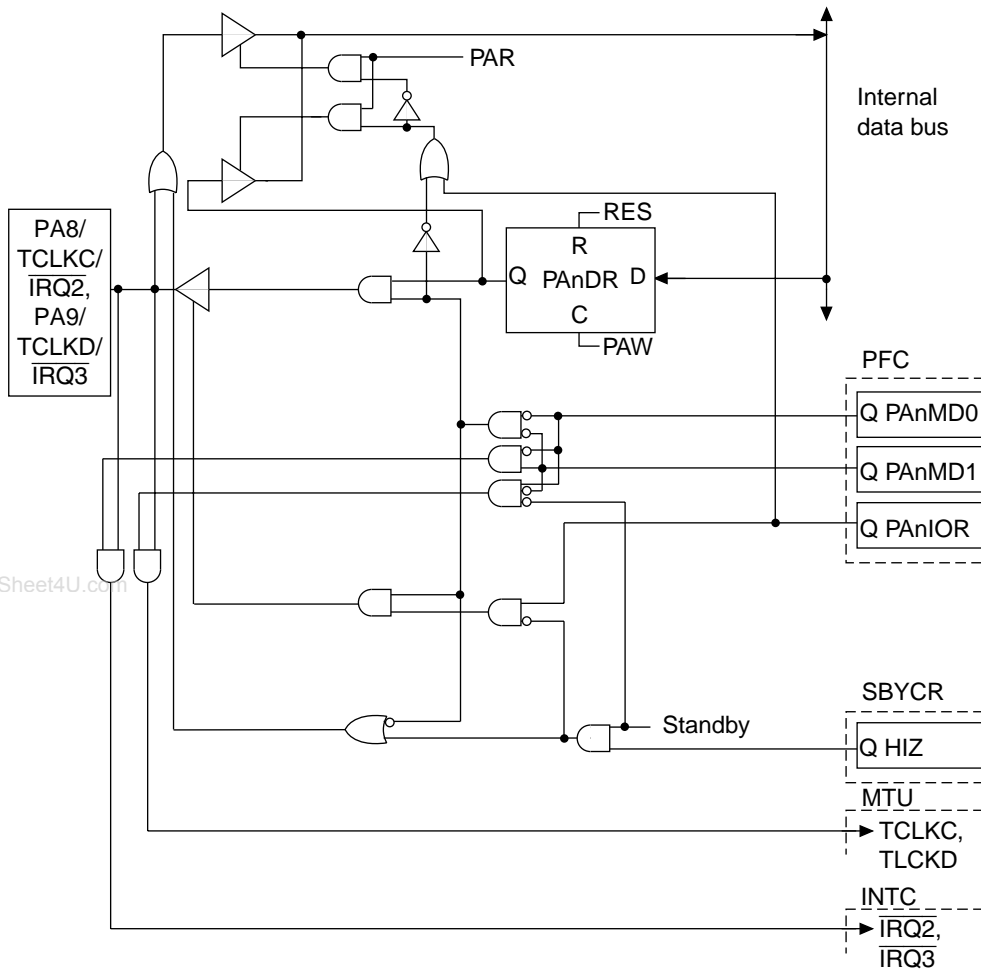 PAR
Internal
data bus
RES
R
Q PAnDR D
C
PAW
PA8/
TCLKC/
IRQ2,
PA9/
TCLKD/
IRQ3
PFC
Q PAnMD0
Q PAnMD1
Q PAnIOR
Sheet4U.com
SBYCR
Standby
Q HIZ
MTU
TCLKC,
TLCKD
INTC
IRQ2,
IRQ3